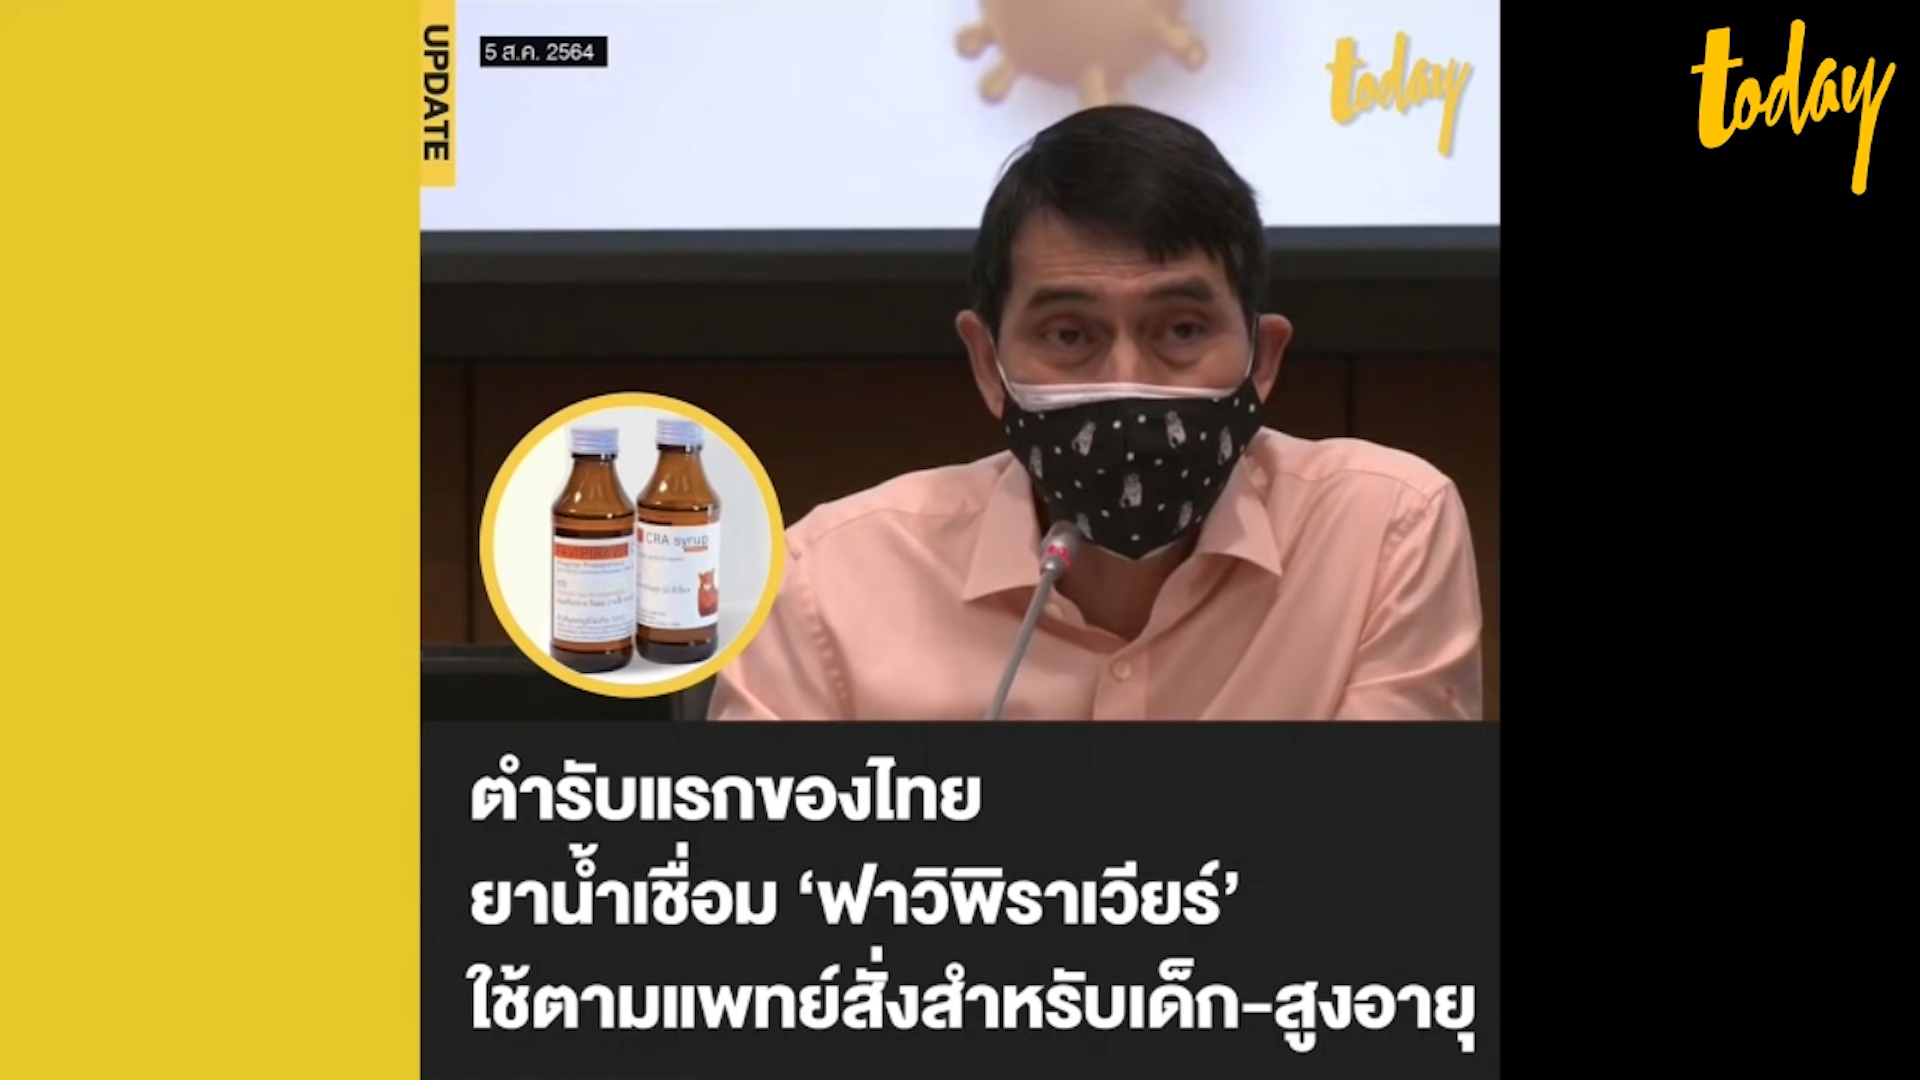 UPDATE
5 ส.ค. 2564
today
today
CRA syrup
ตำรับแรกของไทย
ยาน้ำเชื่อม ‘ฟาวิพิราเวียร์’
ใช้ตามแพทย์สั่งสำหรับเด็ก-สูงอายุ